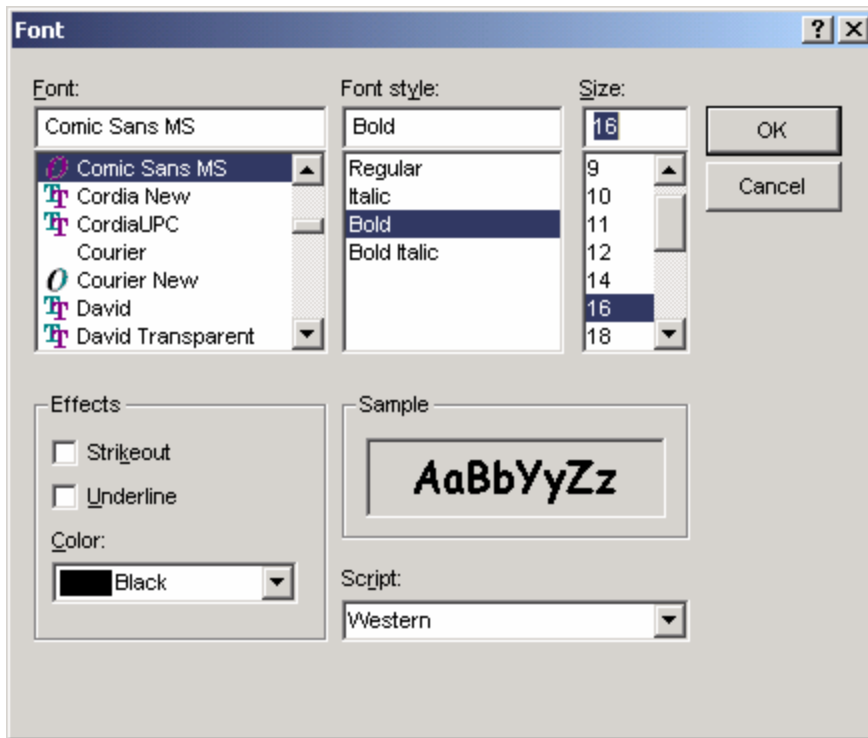 Font
Font:
Comic Sans MS
Comic Sans MS
Cordia New
CordiaUPC
Courier
Courier New
David
David Transparent
Font style:
Bold
Regular
Italic
Bold
Bold Italic
Size:
16
9
10
11
12
14
16
18
OK
Cancel
Effects
Strikeout
Underline
Color:
Black
Sample
AaBbYyZz
Script:
Western